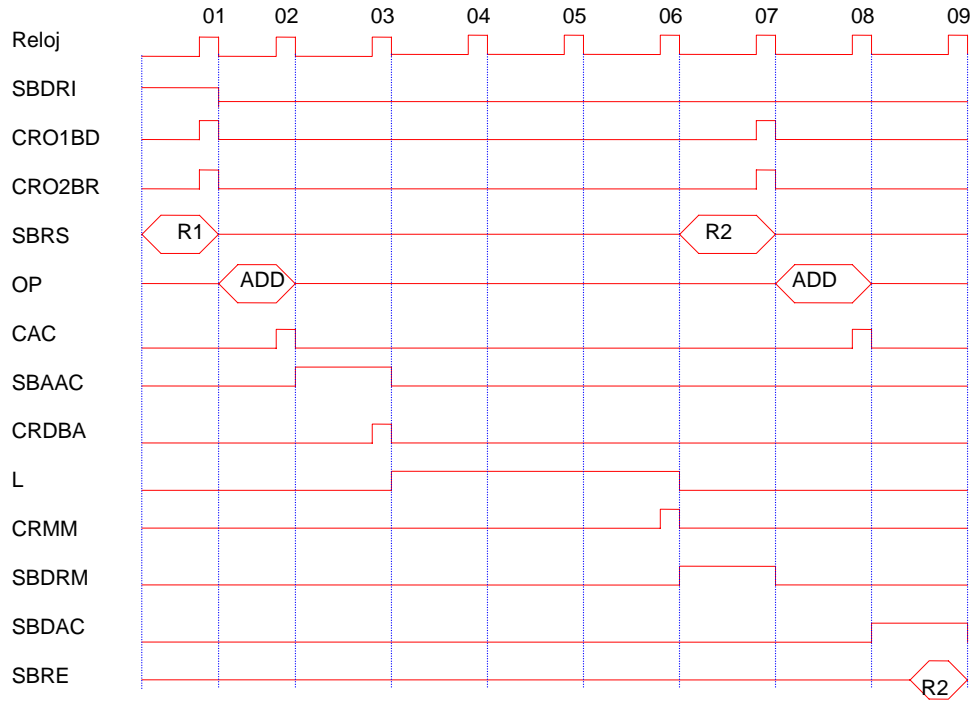 01 02 03 04 05 06 07 08 09
Reloj
SBDRI
CRO1BD
CRO2BR
SBRS R1 R2
OP ADD ADD
CAC
SBAAC
CRDBA
L
CRMM
SBDRM
SBDAC
SBRE R2